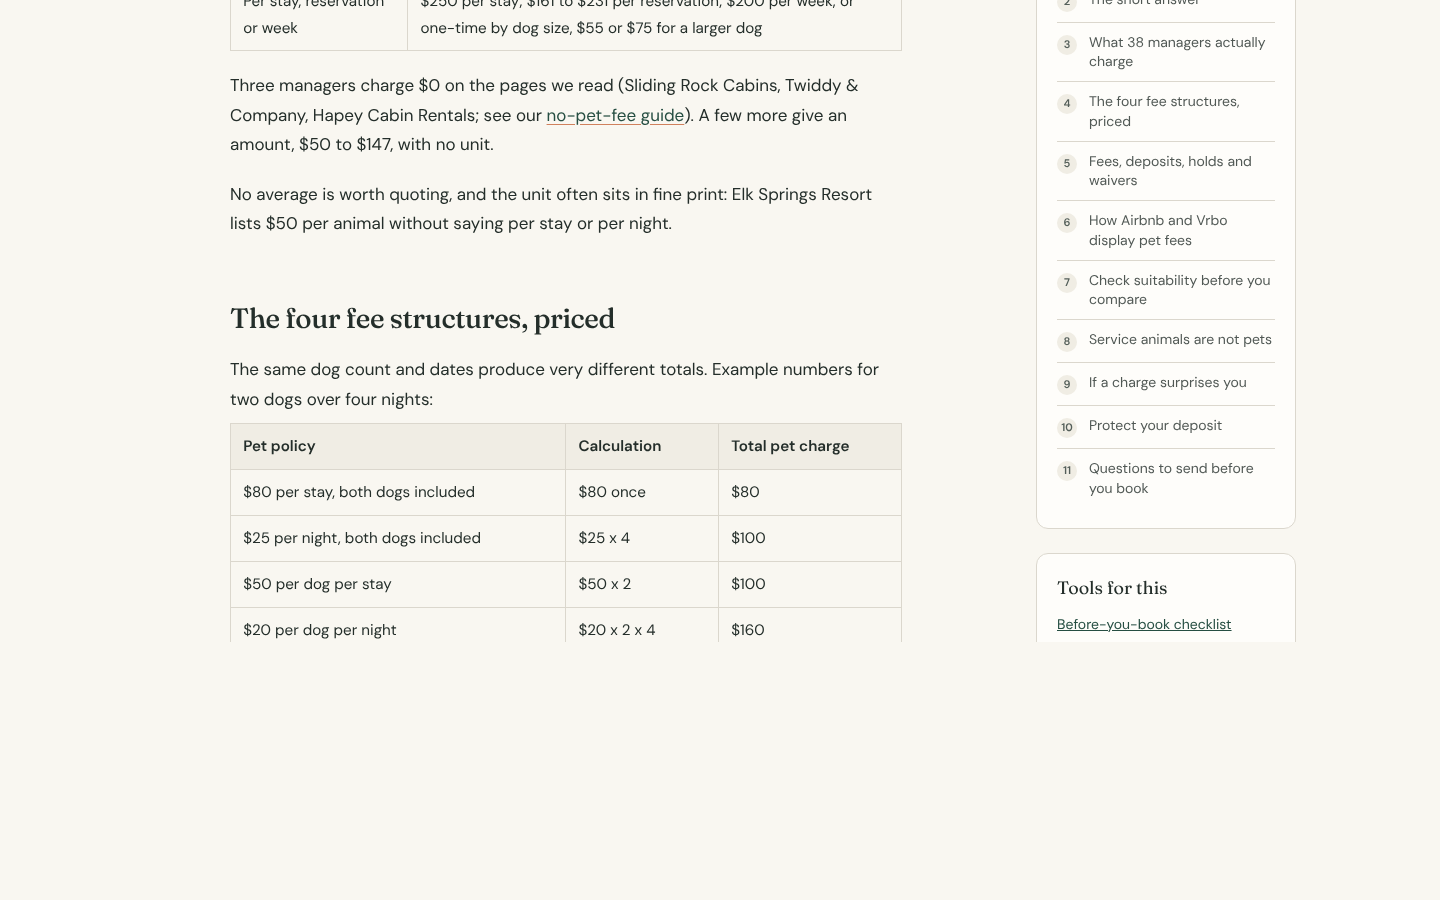 Per stay, reservation
or week
$250 per stay, $161 to $231 per reservation, $200 per week, or
one-time by dog size, $55 or $75 for a larger dog
Three managers charge $0 on the pages we read (Sliding Rock Cabins, Twiddy &
Company, Hapey Cabin Rentals; see our no-pet-fee guide). A few more give an
amount, $50 to $147, with no unit.
No average is worth quoting, and the unit often sits in fine print: Elk Springs Resort
lists $50 per animal without saying per stay or per night.
The four fee structures, priced
The same dog count and dates produce very different totals. Example numbers for
two dogs over four nights:
Pet policy Calculation Total pet charge
$80 per stay, both dogs included $80 once $80
$25 per night, both dogs included $25 x 4 $100
$50 per dog per stay $50 x 2 $100
$20 per dog per night $20 x 2 x 4 $160
2 The short answer
3 What 38 managers actually
charge
4 The four fee structures,
priced
5 Fees, deposits, holds and
waivers
6 How Airbnb and Vrbo
display pet fees
7 Check suitability before you
compare
8 Service animals are not pets
9 If a charge surprises you
10 Protect your deposit
11 Questions to send before
you book
Tools for this
Before-you-book checklist